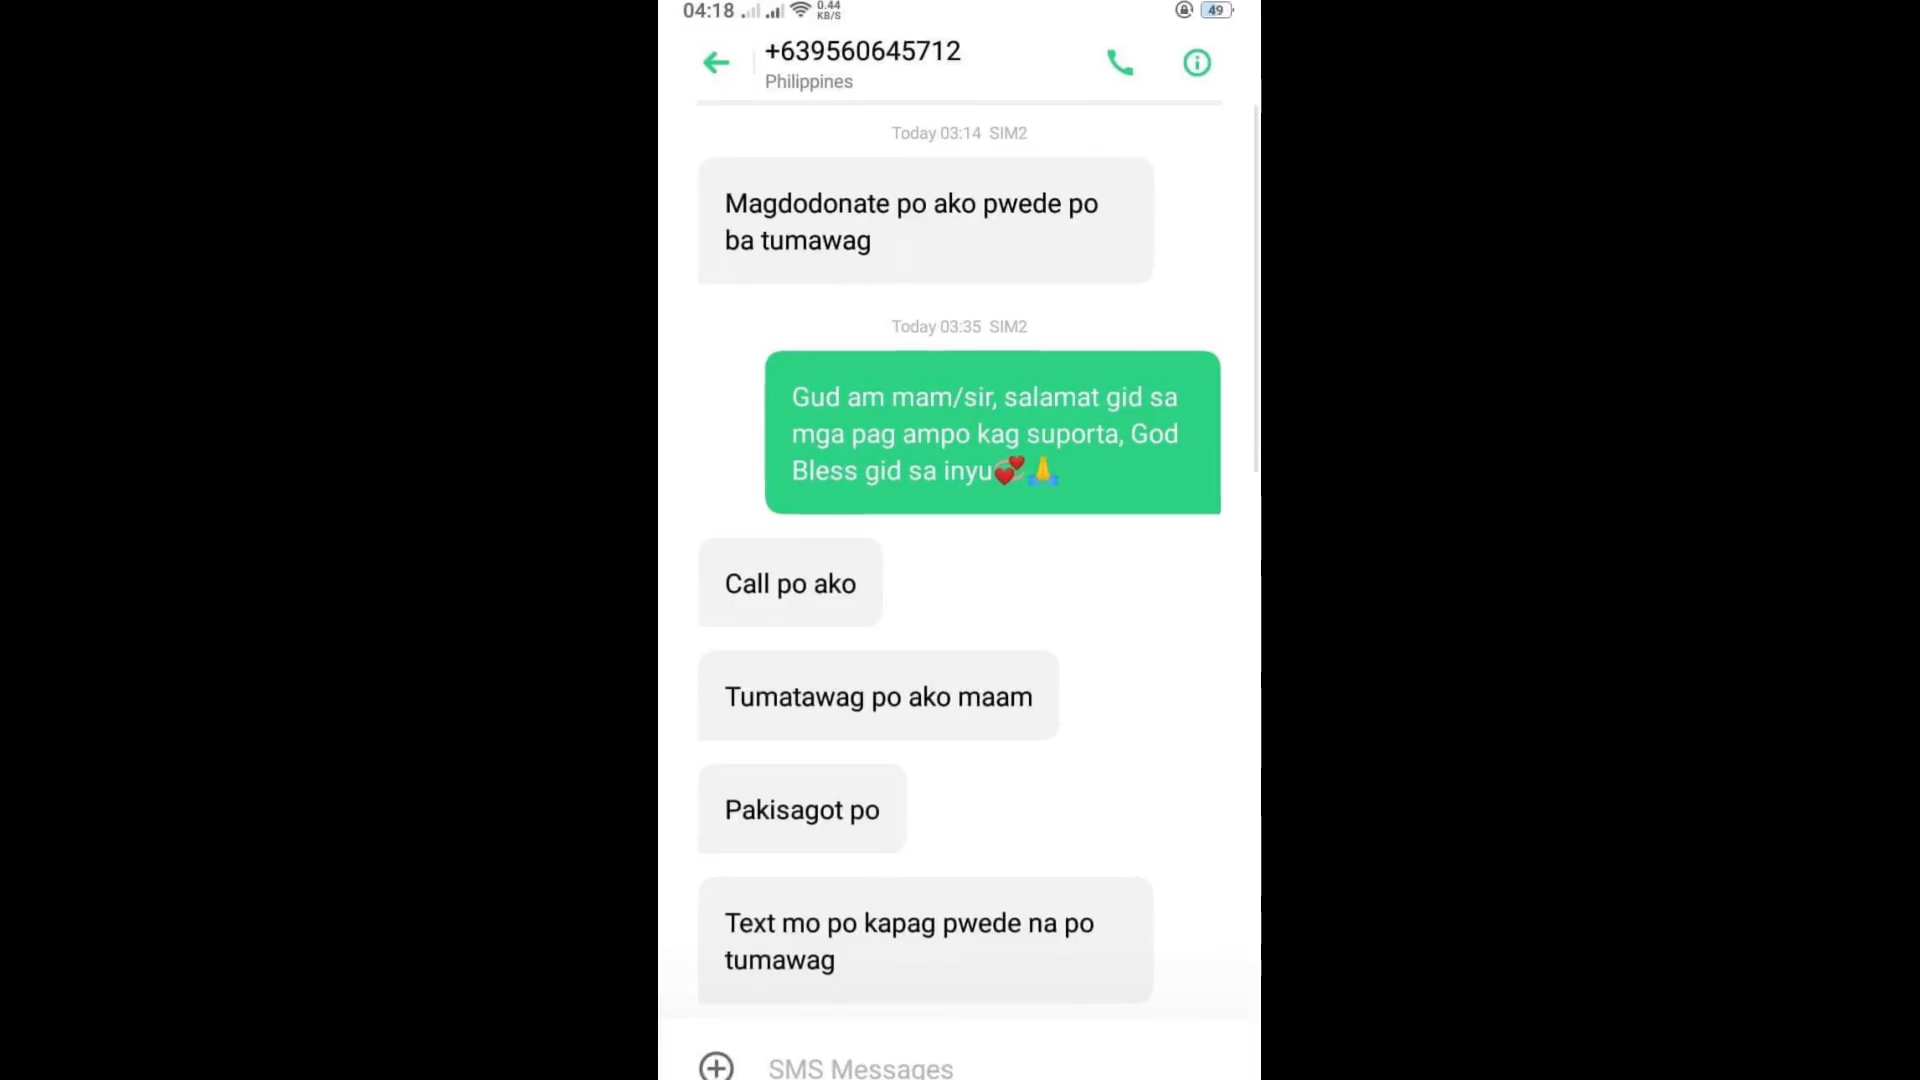 04:18 0.44 49
KB/S
+639560645712
Philippines
Today 03:14 SIM2
Magdodonate po ako pwede po
ba tumawag
Today 03:35 SIM2
Gud am mam/sir, salamat gid sa
mga pag ampo kag suporta, God
Bless gid sa inyu💞🙏
Call po ako
Tumatawag po ako maam
Pakisagot po
Text mo po kapag pwede na po
tumawag
SMS Messages